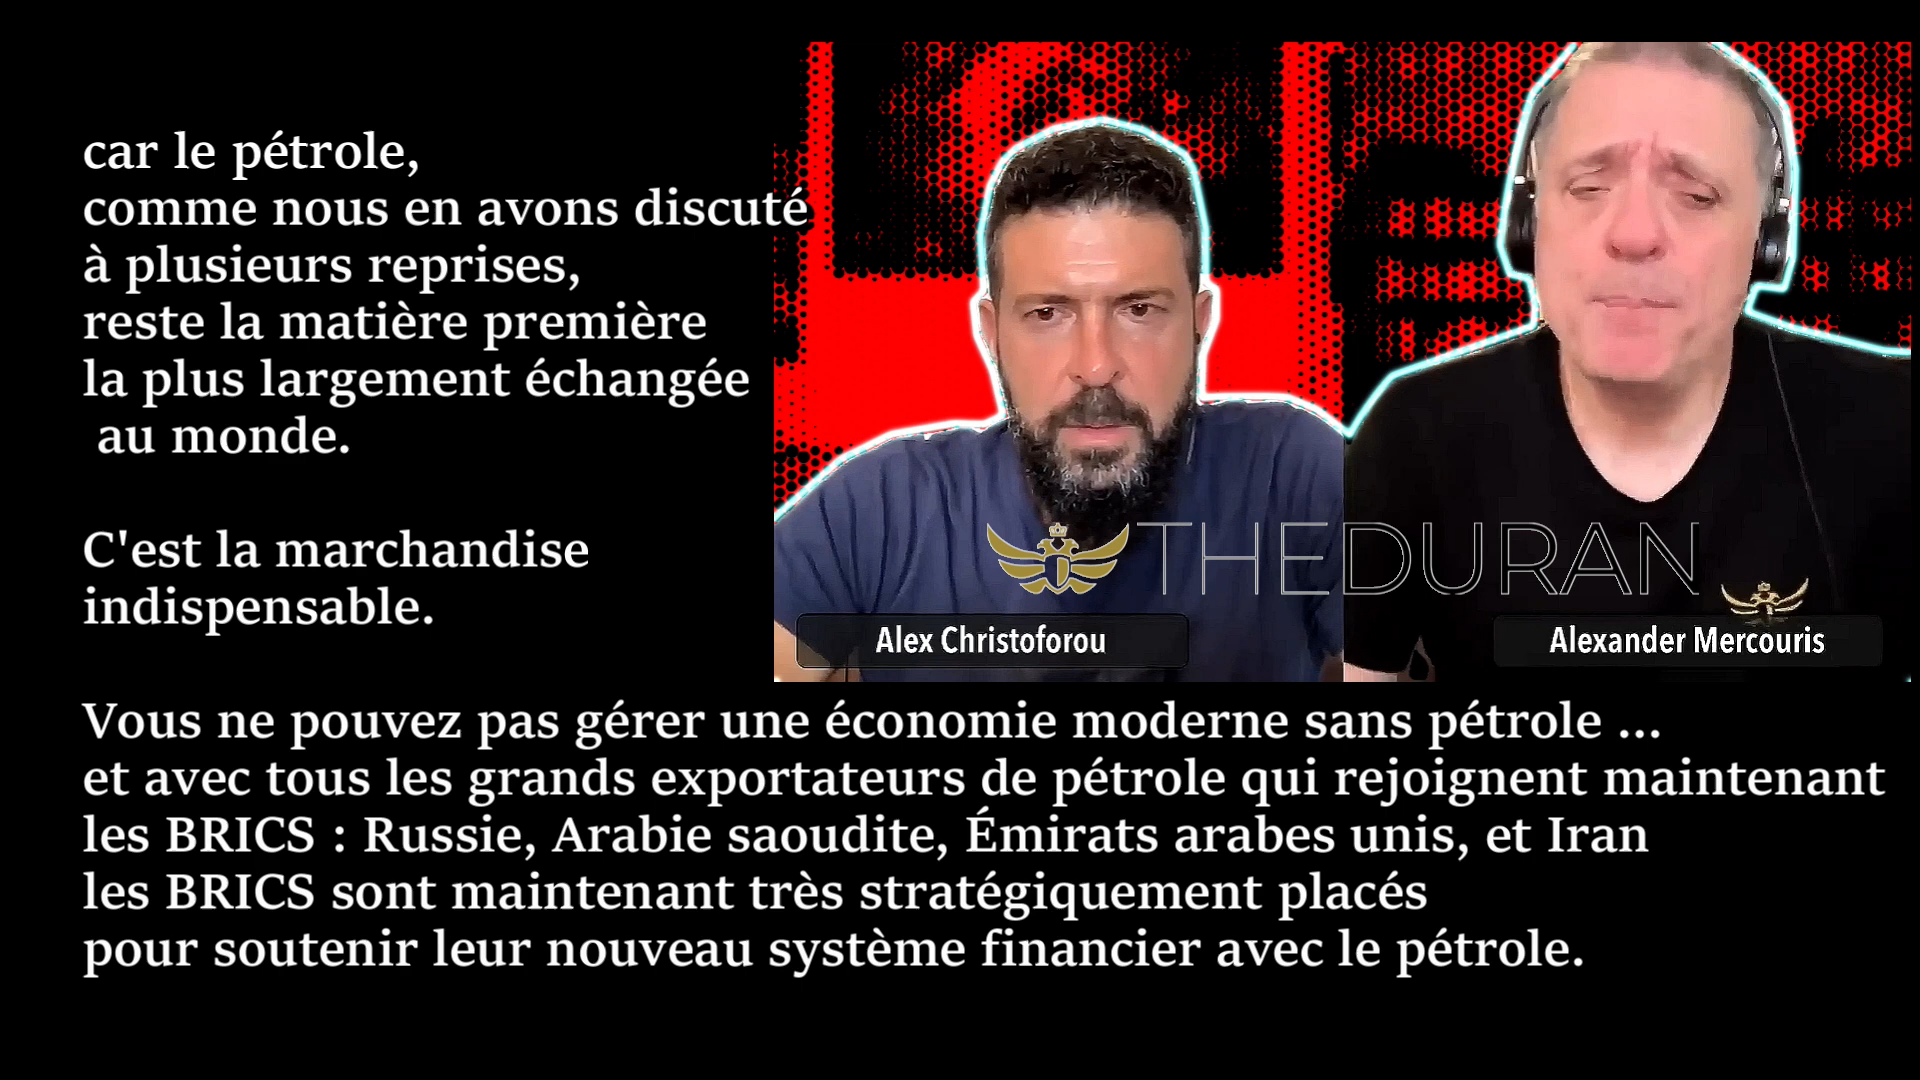 car le pétrole,
comme nous en avons discuté
à plusieurs reprises,
reste la matière première
la plus largement échangée
au monde.
C'est la marchandise
indispensable.
THEDURAN
Alex Christoforou
Alexander Mercouris
Vous ne pouvez pas gérer une économie moderne sans pétrole ...
et avec tous les grands exportateurs de pétrole qui rejoignent maintenant
les BRICS : Russie, Arabie saoudite, Émirats arabes unis, et Iran
les BRICS sont maintenant très stratégiquement placés
pour soutenir leur nouveau système financier avec le pétrole.